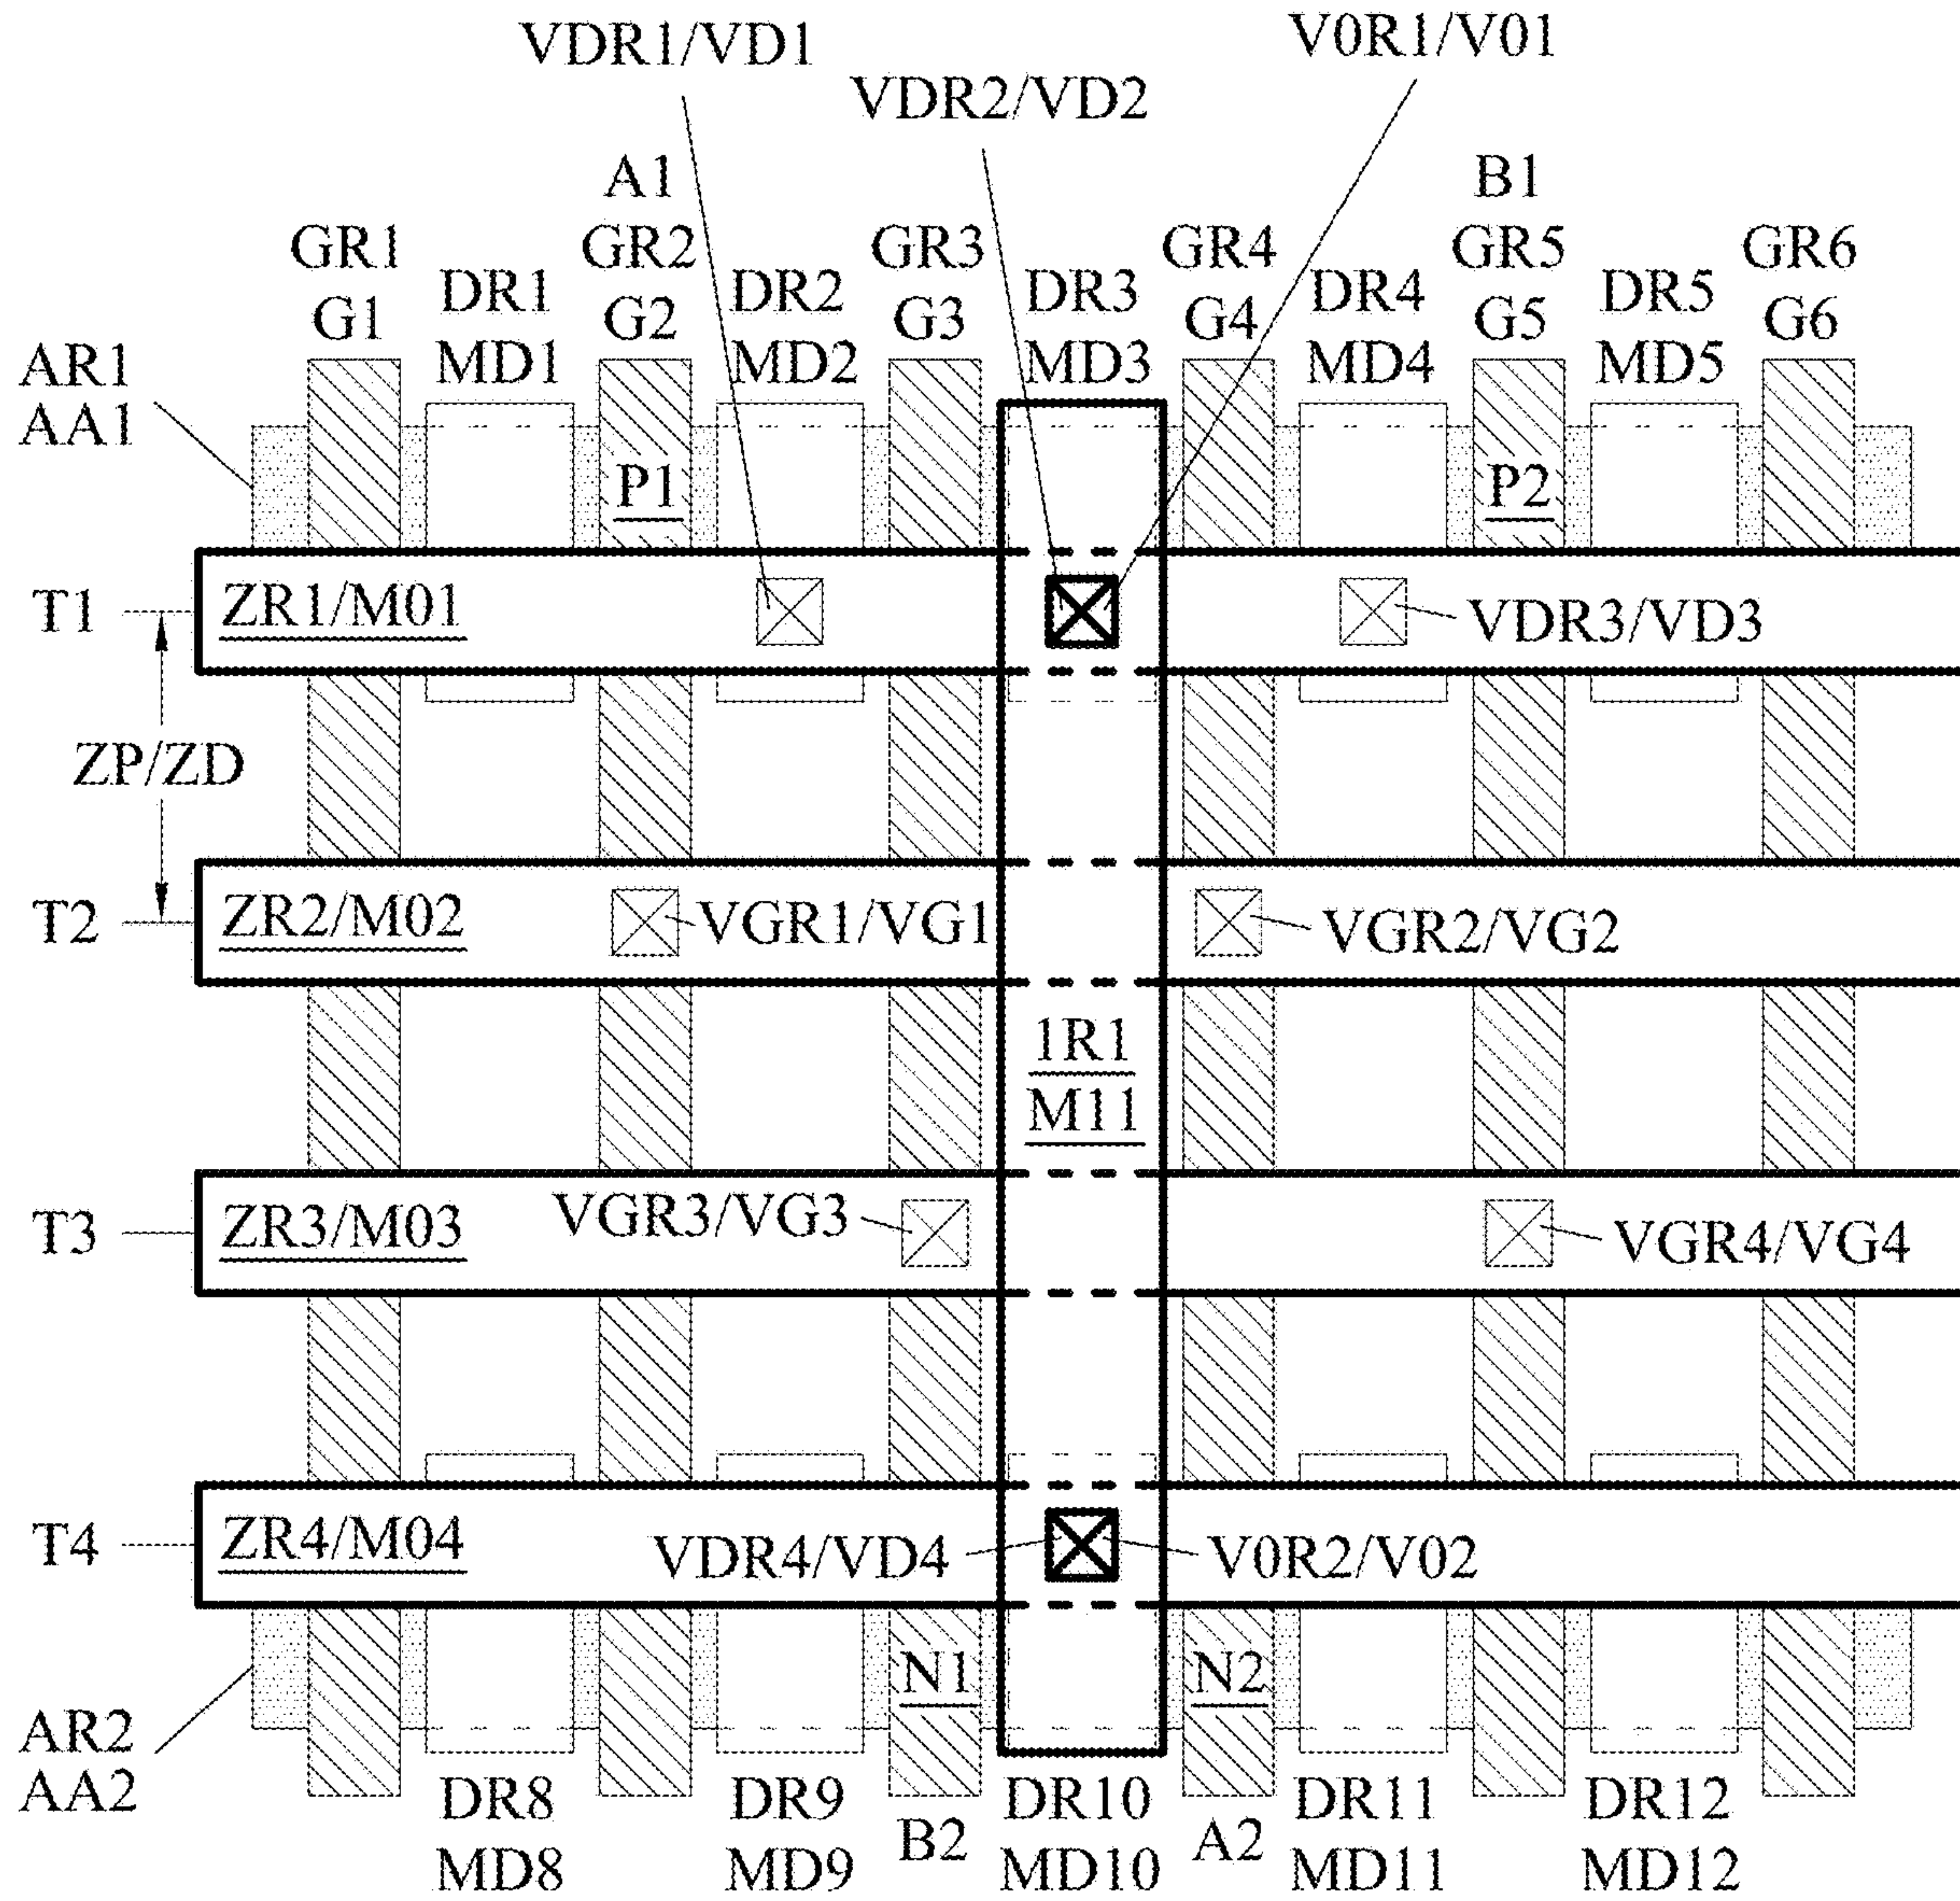 VDR1/VD1
V0R1/V01
VDR2/VD2
A1
B1
GR1
GR2
GR3
GR4
GR5
GR6
DR1
DR2
DR3
DR4
DR5
G1
G2
G3
G4
G5
G6
MD1
MD2
MD3
MD4
MD5
AR1
AA1
P1
P2
T1
ZR1/M01
VDR3/VD3
ZP/ZD
T2
ZR2/M02
VGR1/VG1
VGR2/VG2
1R1
M11
T3
ZR3/M03
VGR3/VG3
VGR4/VG4
T4
ZR4/M04
VDR4/VD4
V0R2/V02
N1
N2
AR2
AA2
DR8
DR9
DR10
DR11
DR12
B2
A2
MD8
MD9
MD10
MD11
MD12